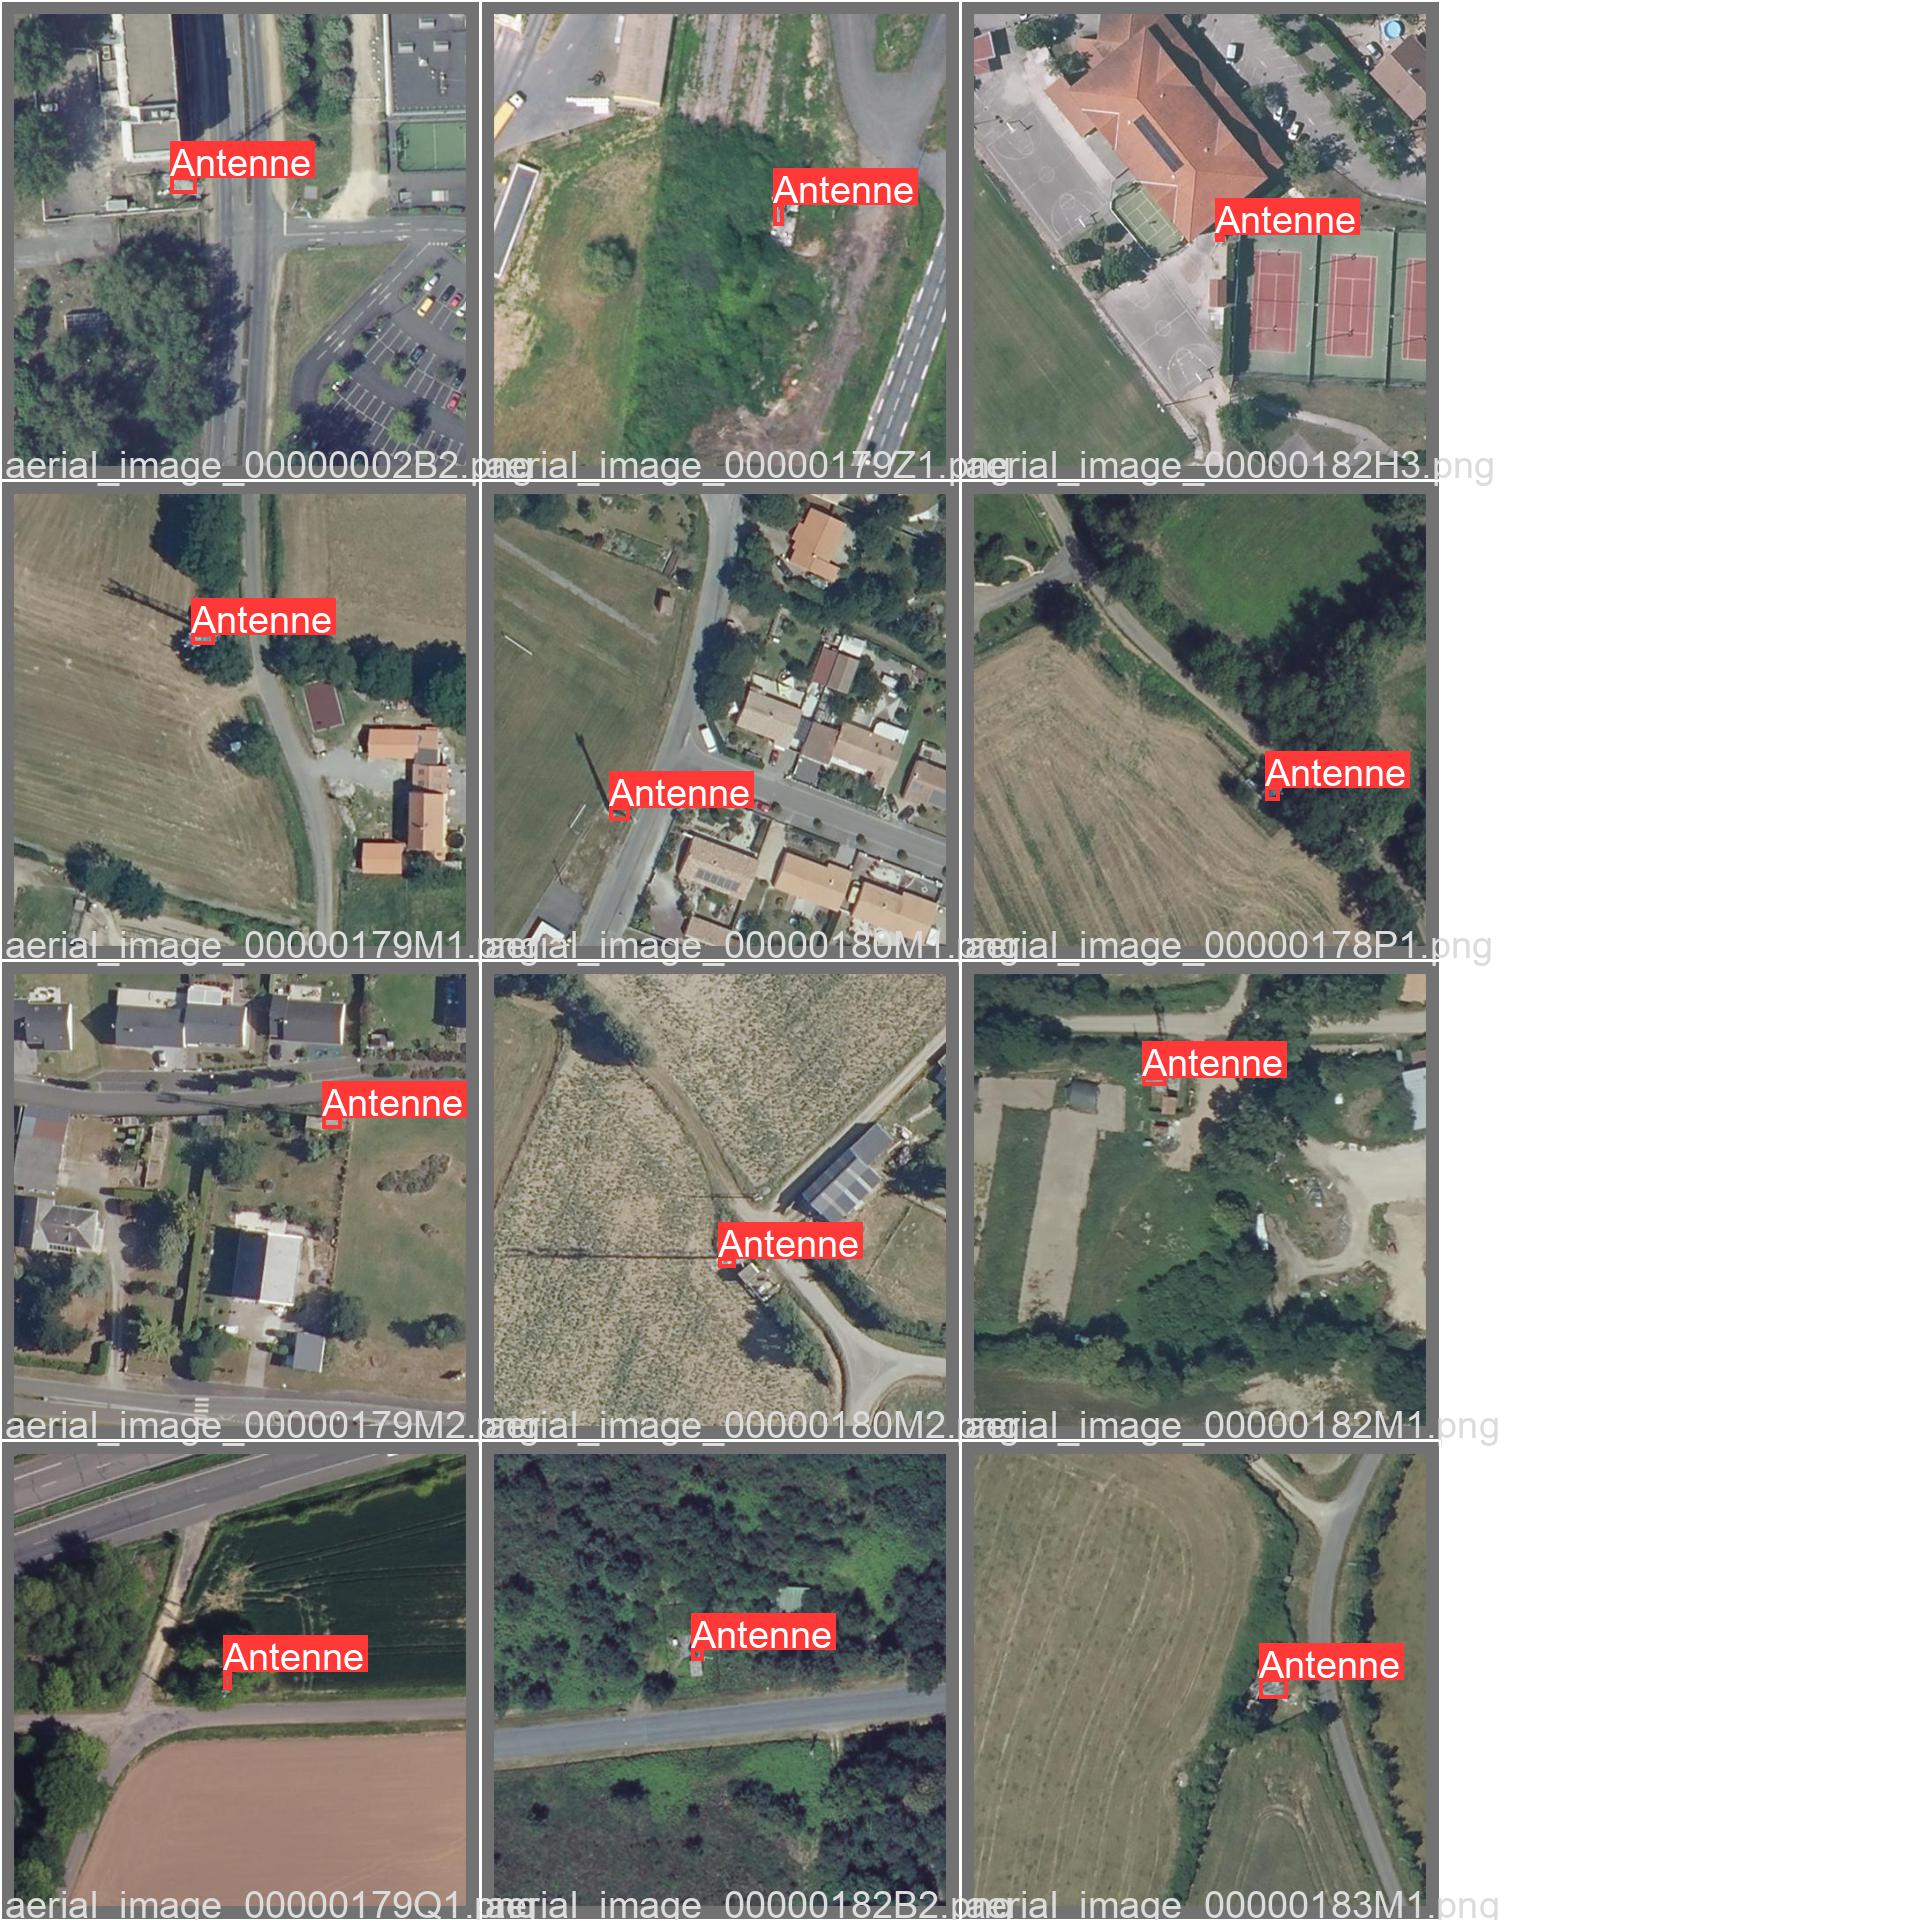 Antenne
Antenne
Antenne
aerial_image_00000002B2.png
aerial_image_00000179Z1.png
aerial_image_00000182H3.png
Antenne
Antenne
Antenne
aerial_image_00000179M1.png
aerial_image_00000180M1.png
aerial_image_00000178P1.png
Antenne
Antenne
Antenne
aerial_image_00000179M2.png
aerial_image_00000180M2.png
aerial_image_00000182M1.png
Antenne
Antenne
Antenne
aerial_image_00000179Q1.png
aerial_image_00000182B2.png
aerial_image_00000183M1.png